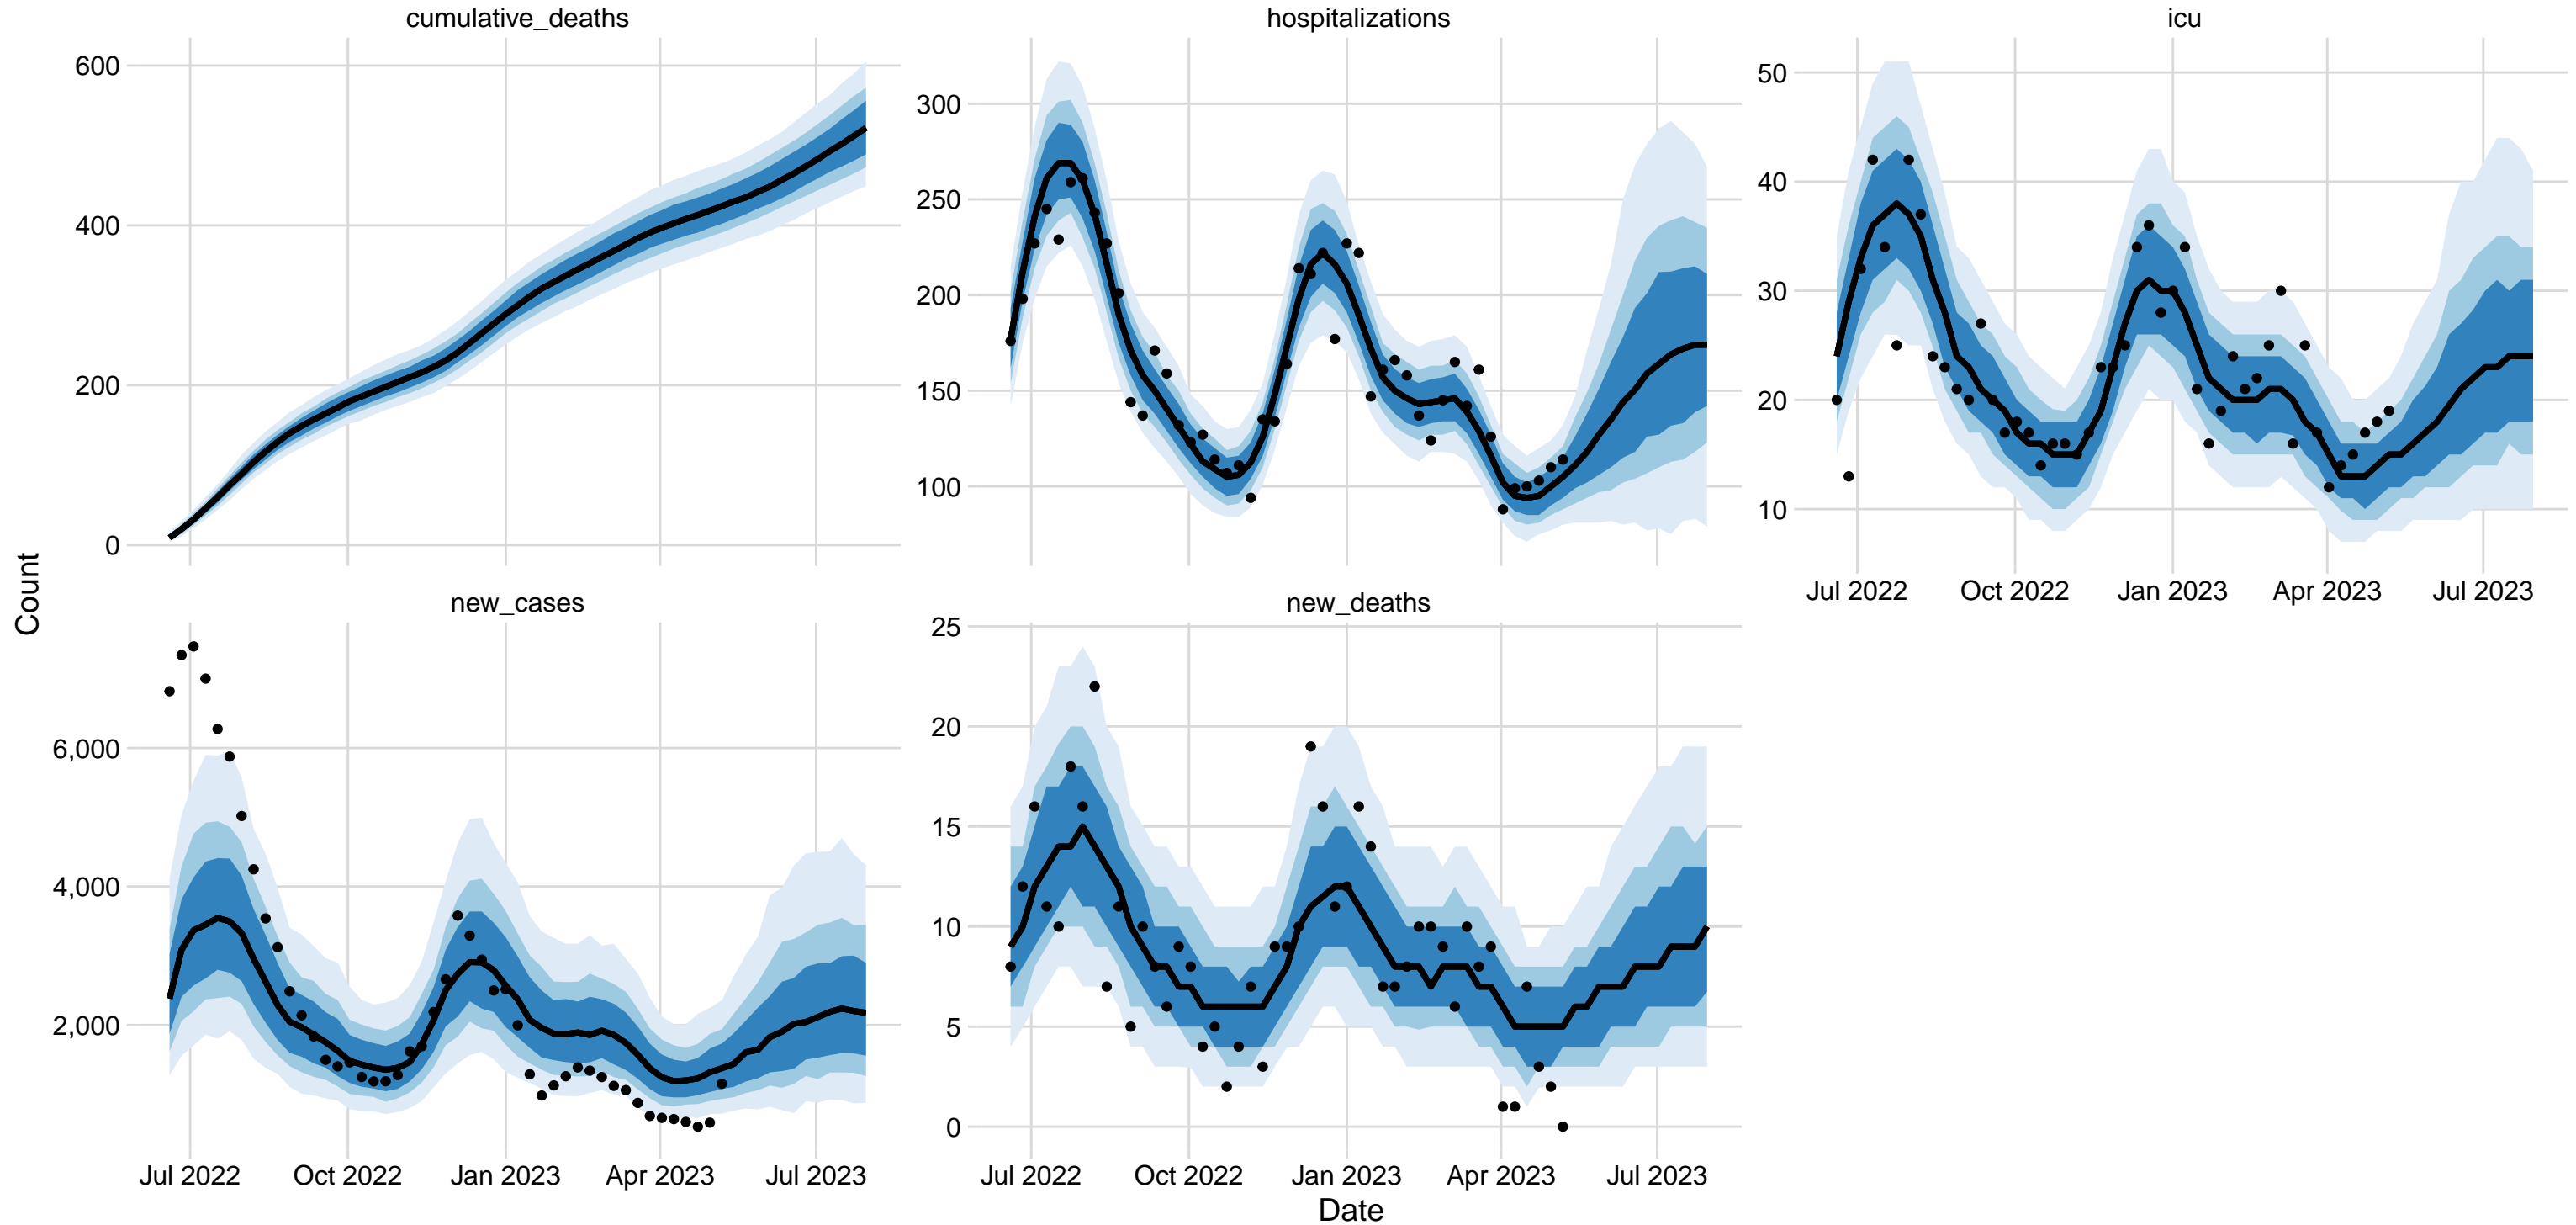 cumulative_deaths
hospitalizations
icu
600
400
200
0
300
250
200
150
100
50
40
30
20
10
Jul 2022
Oct 2022
Jan 2023
Apr 2023
Jul 2023
Count
new_cases
new_deaths
6,000
4,000
2,000
25
20
15
10
5
0
Jul 2022
Oct 2022
Jan 2023
Apr 2023
Jul 2023
Jul 2022
Oct 2022
Jan 2023
Apr 2023
Jul 2023
Date